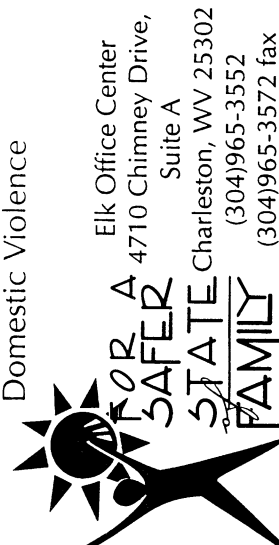 Domestic Violence
Elk Office Center
4710 Chimney Drive,
Suite A
Charleston, WV 25302
(304)965-3552
(304)965-3572 fax
FOR A
SAFER
STATE
of
FAMILY